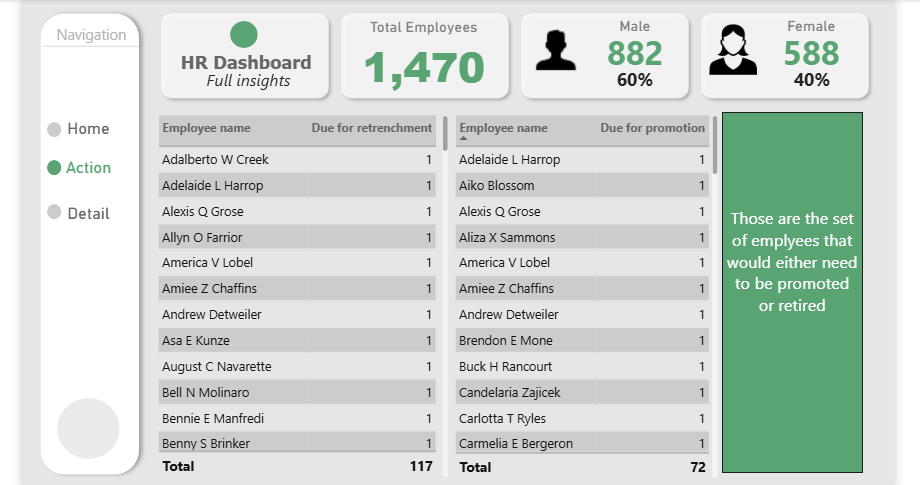 Navigation
Home
Action
Detail
HR Dashboard
Full insights
Total Employees
1,470
Male
882
60%
Female
588
40%
Employee name Due for retrenchment
Adalberto W Creek 1
Adelaide L Harrop 1
Alexis Q Grose 1
Allyn O Farrior 1
America V Lobel 1
Amiee Z Chaffins 1
Andrew Detweiler 1
Asa E Kunze 1
August C Navarette 1
Bell N Molinaro 1
Bennie E Manfredi 1
Benny S Brinker 1
Total 117
Employee name Due for promotion
Adelaide L Harrop 1
Aiko Blossom 1
Alexis Q Grose 1
Aliza X Sammons 1
America V Lobel 1
Amiee Z Chaffins 1
Andrew Detweiler 1
Brendon E Mone 1
Buck H Rancourt 1
Candelaria Zajicek 1
Carlotta T Ryles 1
Carmelia E Bergeron 1
Total 72
Those are the set
of emplyees that
would either need
to be promoted
or retired